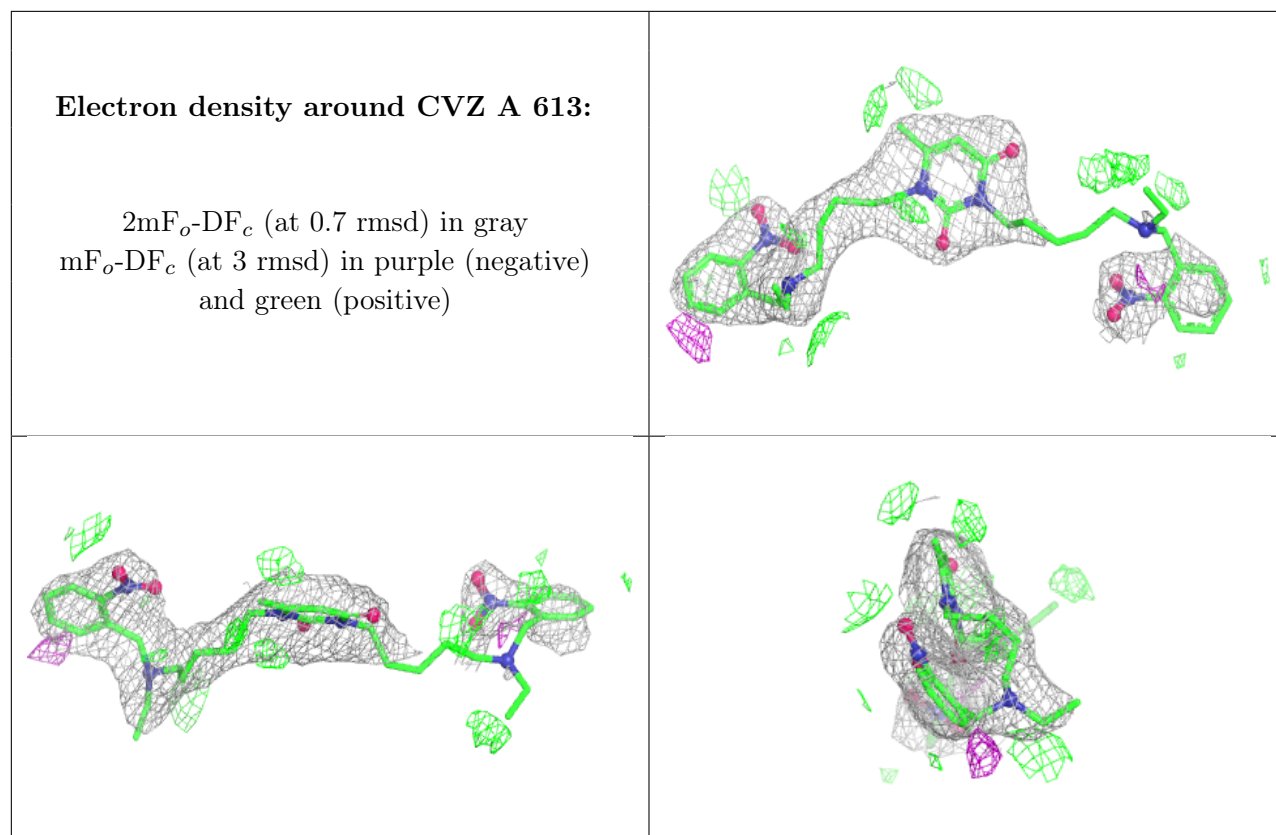 Electron density around CVZ A 613:
2mFo-DFc (at 0.7 rmsd) in gray
mFo-DFc (at 3 rmsd) in purple (negative)
and green (positive)